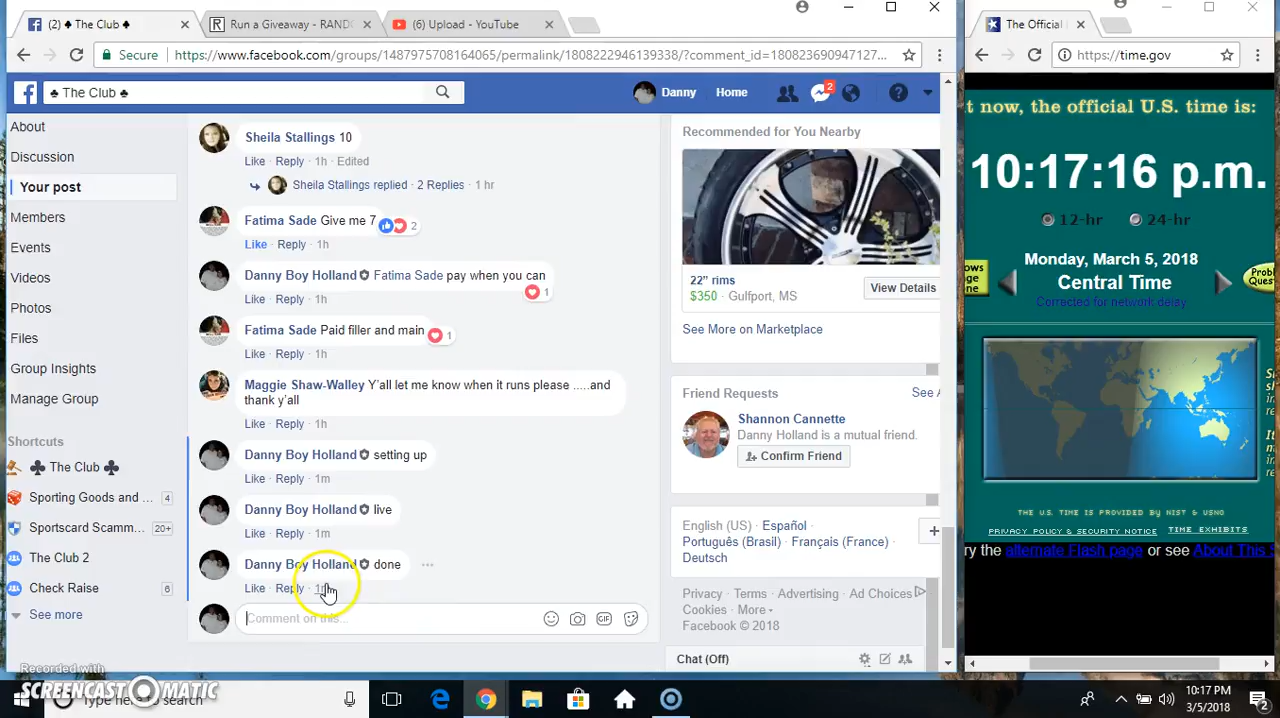 (2) ♣ The Club ♣
Run a Giveaway - RANDO
(6) Upload - YouTube
The Official
Secure
https://www.facebook.com/groups/1487975708164065/permalink/1808222946139338/?comment_id=180823690947127...
https://time.gov
♣ The Club ♣
Danny
Home
2
About
Discussion
Your post
Members
Events
Videos
Photos
Files
Group Insights
Manage Group
Shortcuts
♣ The Club ♣
Sporting Goods and ... 4
Sportscard Scamm... 20+
The Club 2
Check Raise 6
See more
Sheila Stallings 10
Like · Reply · 1h · Edited
Sheila Stallings replied · 2 Replies · 1 hr
Fatima Sade Give me 7
2
Like · Reply · 1h
Danny Boy Holland Fatima Sade pay when you can
1
Like · Reply · 1h
Fatima Sade Paid filler and main
1
Like · Reply · 1h
Maggie Shaw-Walley Y'all let me know when it runs please .....and
thank y'all
Like · Reply · 1h
Danny Boy Holland setting up
Like · Reply · 1m
Danny Boy Holland live
Like · Reply · 1m
Danny Boy Holland done
Like · Reply ·
Comment on this...
Recommended for You Nearby
22" rims
$350 · Gulfport, MS
View Details
See More on Marketplace
Friend Requests
See A
Shannon Cannette
Danny Holland is a mutual friend.
Confirm Friend
English (US) · Español ·
Português (Brasil) · Français (France) ·
Deutsch
Privacy · Terms · Advertising · Ad Choices
Cookies · More
Facebook © 2018
Chat (Off)
t now, the official U.S. time is:
10:17:16 p.m.
12-hr
24-hr
Monday, March 5, 2018
Central Time
Corrected for network delay
THE U.S. TIME IS PROVIDED BY NIST & USNO
PRIVACY POLICY & SECURITY NOTICE TIME EXHIBITS
ry the alternate Flash page or see About This S
Recorded with
SCREENCAST MATIC
search
10:17 PM
3/5/2018
2